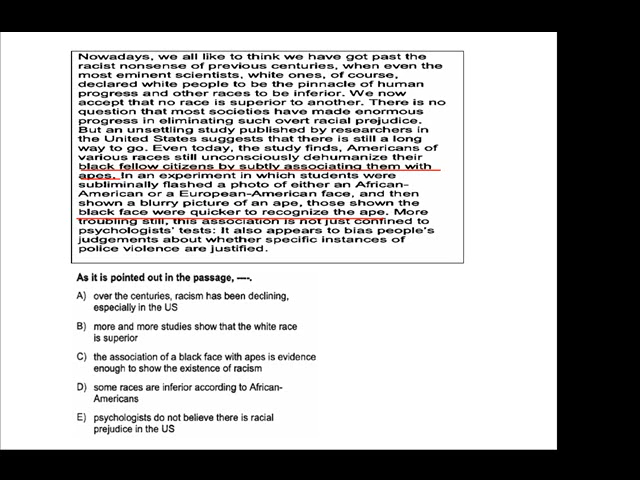 Nowadays, we all like to think we have got past the
racist nonsense of previous centuries, when even the
most eminent scientists, white ones, of course,
declared white people to be the pinnacle of human
progress and other races to be inferior. We now
accept that no race is superior to another. There is no
question that most societies have made enormous
progress in eliminating such overt racial prejudice.
But an unsettling study published by researchers in
the United States suggests that there is still a long
way to go. Even today, the study finds, Americans of
various races still unconsciously dehumanize their
black fellow citizens by subtly associating them with
apes. In an experiment in which students were
subliminally flashed a photo of either an African-
American or a European-American face, and then
shown a blurry picture of an ape, those shown the
black face were quicker to recognize the ape. More
troubling still, this association is not just confined to
psychologists' tests: It also appears to bias people's
judgements about whether specific instances of
police violence are justified.
As it is pointed out in the passage, ----.
A) over the centuries, racism has been declining,
especially in the US
B) more and more studies show that the white race
is superior
C) the association of a black face with apes is evidence
enough to show the existence of racism
D) some races are inferior according to African-
Americans
E) psychologists do not believe there is racial
prejudice in the US